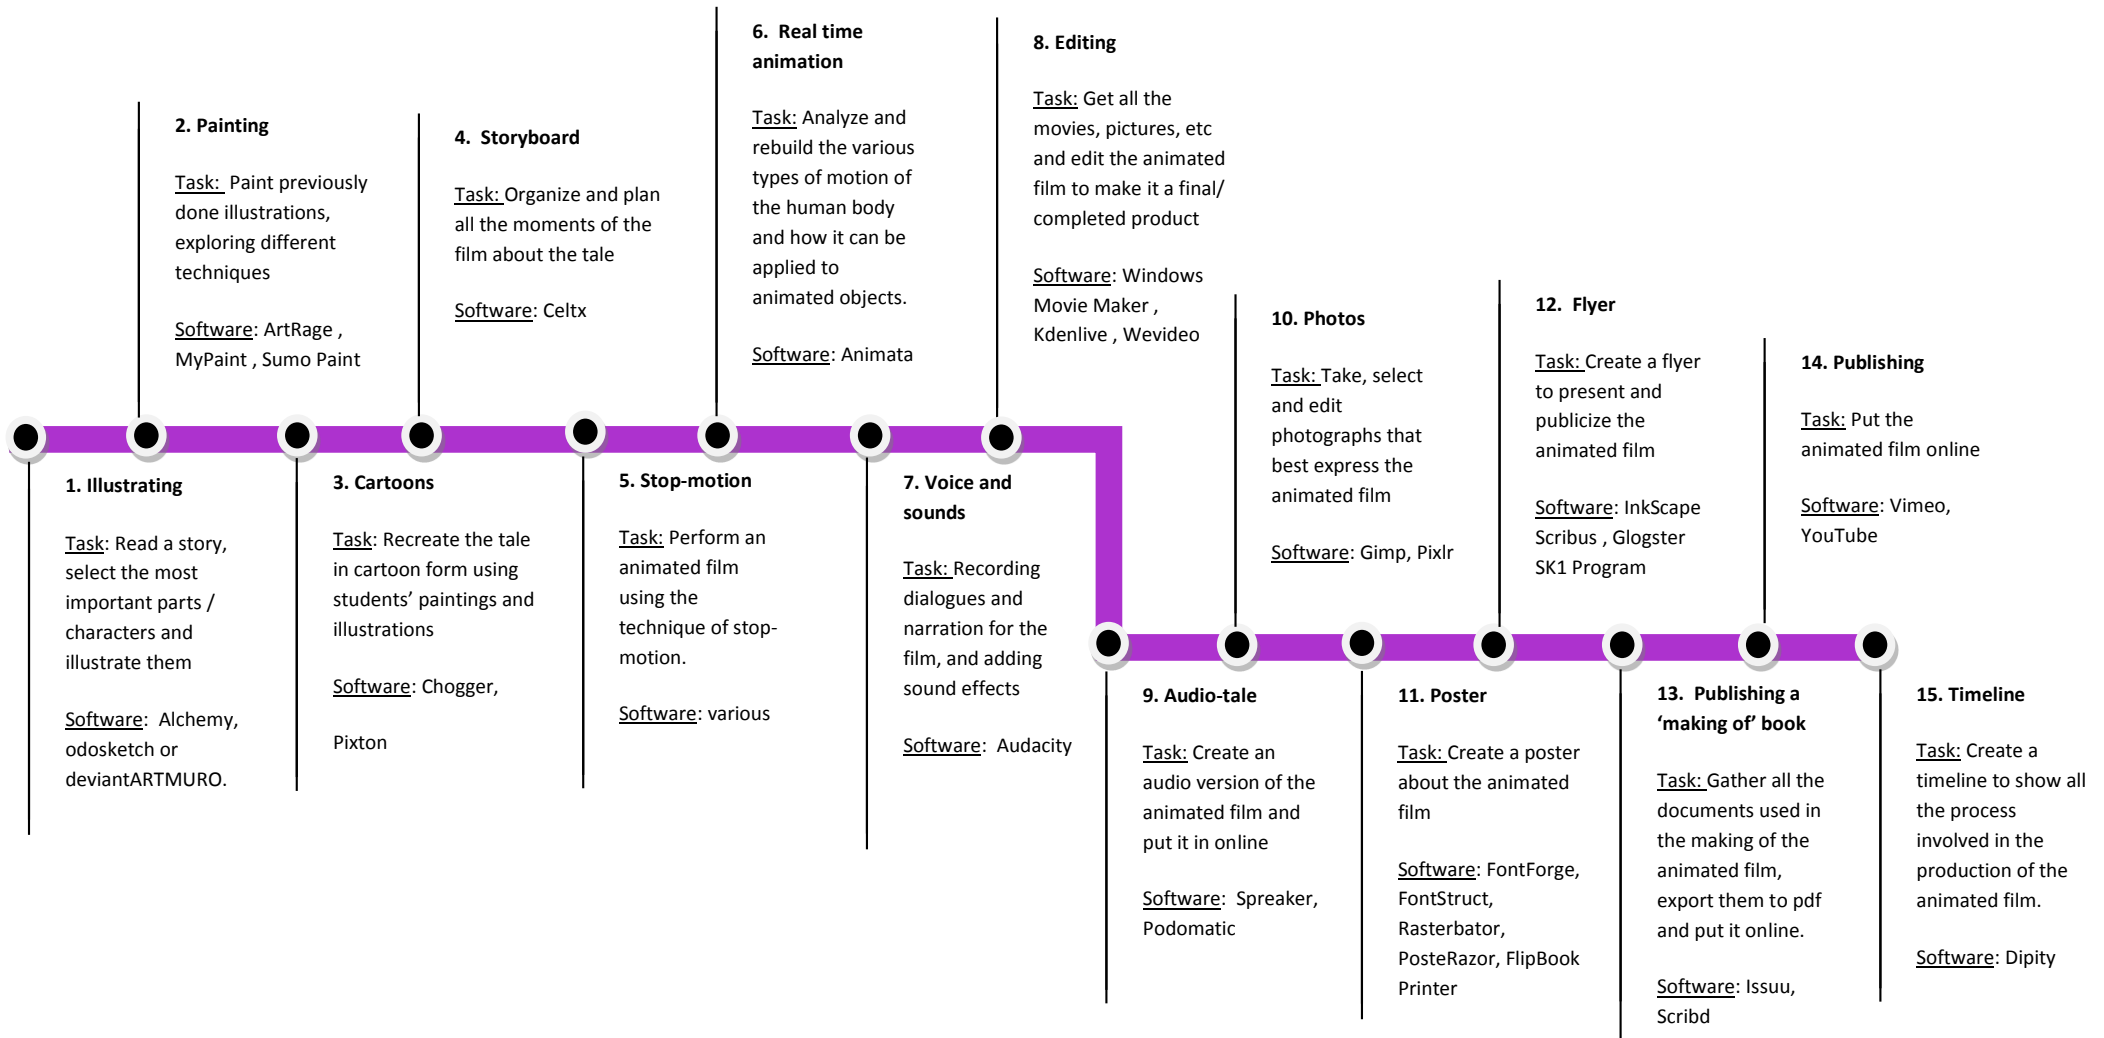 1. Illustrating
Task: Read a story,
select the most
important parts /
characters and
illustrate them
Software:  Alchemy,
odosketch or
deviantARTMURO.
2. Painting
Task:  Paint previously
done illustrations,
exploring different
techniques
Software: ArtRage ,
MyPaint , Sumo Paint
3. Cartoons
Task: Recreate the tale
in cartoon form using
students’ paintings and
illustrations
Software: Chogger,
Pixton
4.  Storyboard
Task: Organize and plan
all the moments of the
film about the tale
Software: Celtx
5. Stop-motion
Task: Perform an
animated film
using the
technique of stop-
motion.
Software: various
6.  Real time
animation
Task: Analyze and
rebuild the various
types of motion of
the human body
and how it can be
applied to
animated objects.
Software: Animata
7. Voice and
sounds
Task: Recording
dialogues and
narration for the
film, and adding
sound effects
Software:  Audacity
8. Editing
Task: Get all the
movies, pictures, etc
and edit the animated
film to make it a final/
completed product
Software: Windows
Movie Maker ,
Kdenlive , Wevideo
9. Audio-tale
Task: Create an
audio version of the
animated film and
put it in online
Software:  Spreaker,
Podomatic
10. Photos
Task: Take, select
and edit
photographs that
best express the
animated film
Software: Gimp, Pixlr
11. Poster
Task: Create a poster
about the animated
film
Software: FontForge,
FontStruct,
Rasterbator,
PosteRazor, FlipBook
Printer
12.  Flyer
Task: Create a flyer
to present and
publicize the
animated film
Software: InkScape
Scribus , Glogster
SK1 Program
13.  Publishing a
‘making of’ book
Task: Gather all the
documents used in
the making of the
animated film,
export them to pdf
and put it online.
Software: Issuu,
Scribd
14. Publishing
Task: Put the
animated film online
Software: Vimeo,
YouTube
15. Timeline
Task: Create a
timeline to show all
the process
involved in the
production of the
animated film.
Software: Dipity